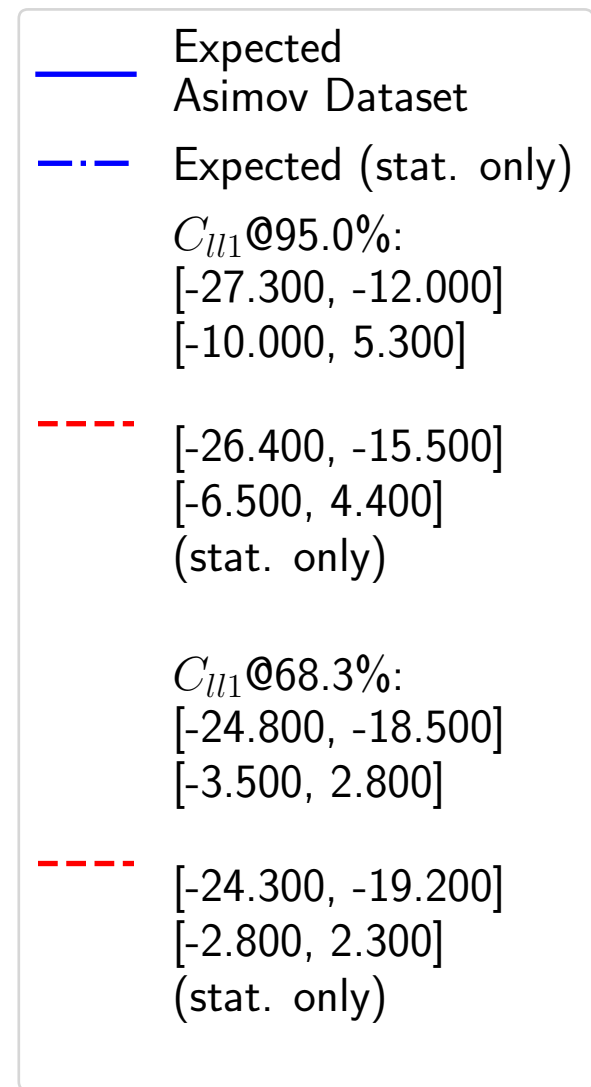 Expected
Asimov Dataset
Expected (stat. only)
C_{ll1}@95.0%:
[-27.300, -12.000]
[-10.000, 5.300]
[-26.400, -15.500]
[-6.500, 4.400]
(stat. only)
C_{ll1}@68.3%:
[-24.800, -18.500]
[-3.500, 2.800]
[-24.300, -19.200]
[-2.800, 2.300]
(stat. only)